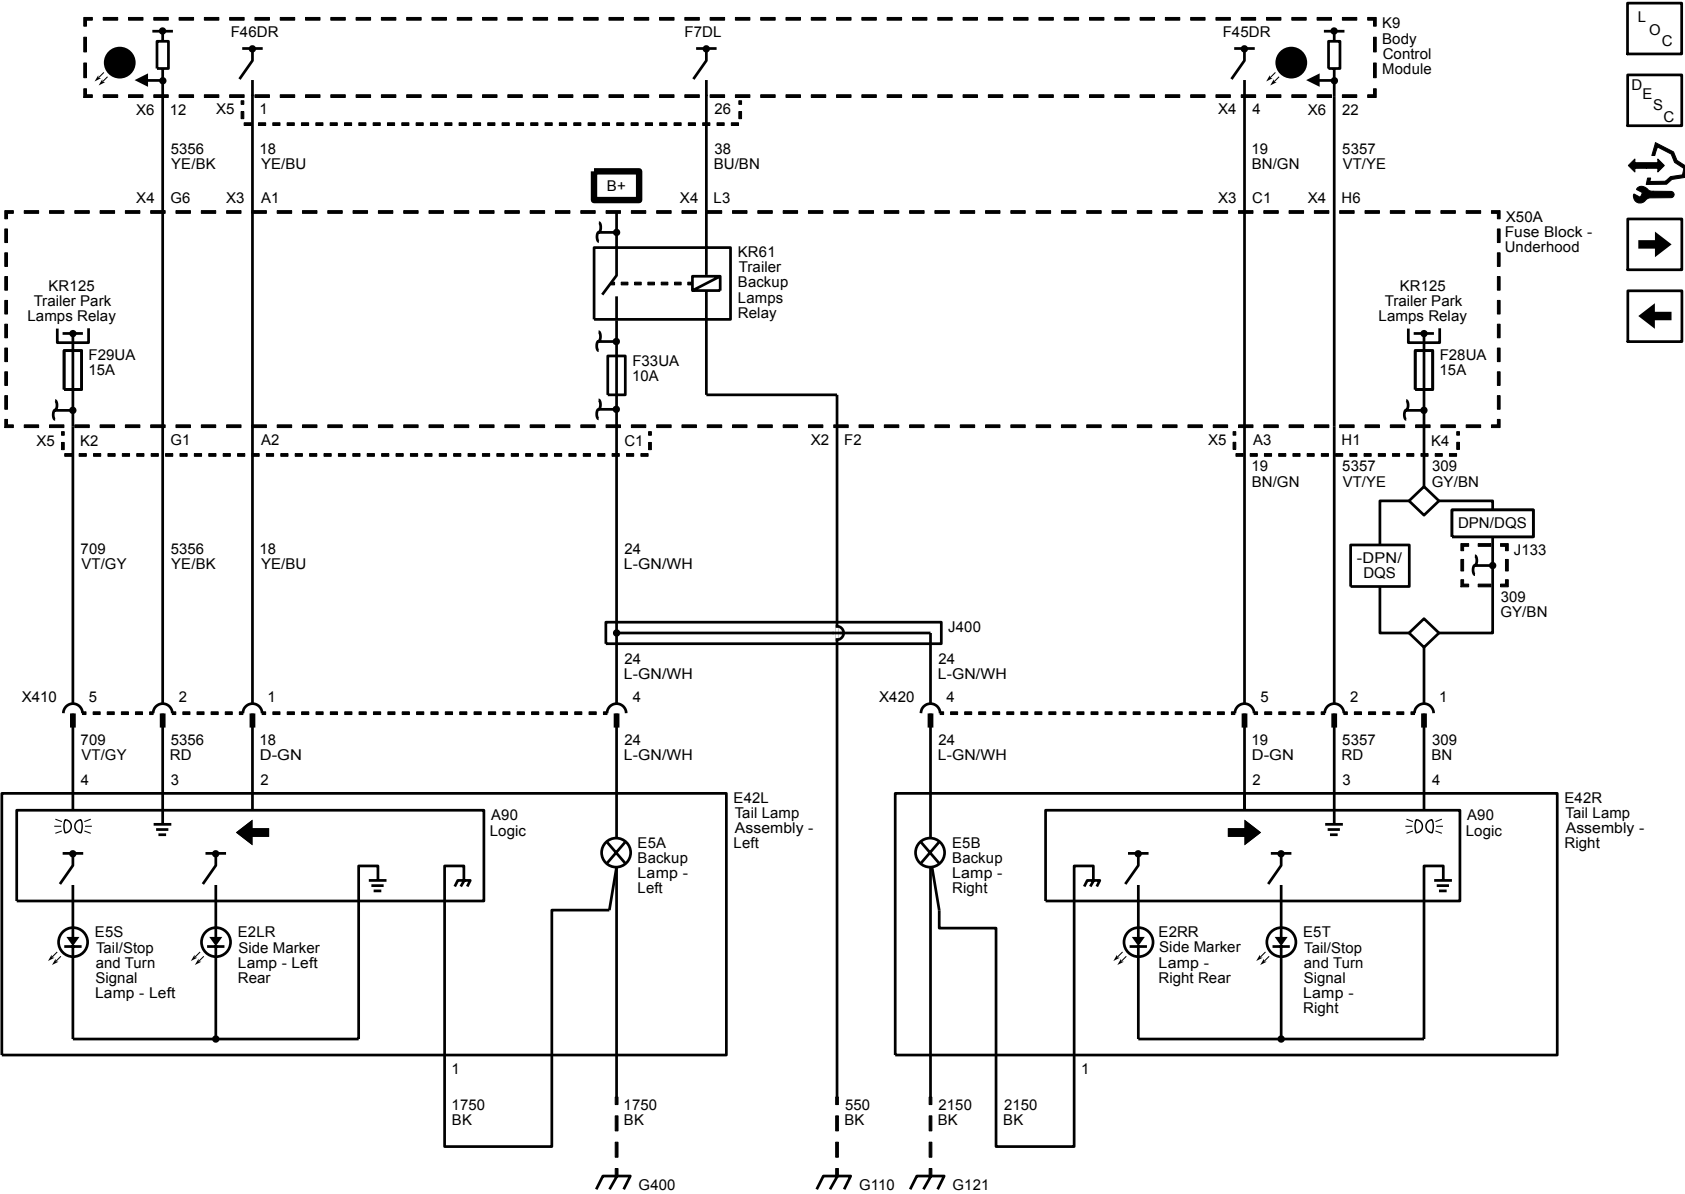 F46DR
F7DL
F45DR
K9
Body
Control
Module
L
O
C
D
E
S
C
X6 12
X5 1
26
X4 4
X6 22
5356
YE/BK
18
YE/BU
38
BU/BN
19
BN/GN
5357
VT/YE
B+
X4 G6
X3 A1
X4 L3
X3 C1
X4 H6
X50A
Fuse Block -
Underhood
KR61
Trailer
Backup
Lamps
Relay
KR125
Trailer Park
Lamps Relay
KR125
Trailer Park
Lamps Relay
F29UA
15A
F33UA
10A
F28UA
15A
X5 K2
G1
A2
C1
X2 F2
X5 A3
H1
K4
19
BN/GN
5357
VT/YE
309
GY/BN
DPN/DQS
-DPN/
DQS
J133
309
GY/BN
709
VT/GY
5356
YE/BK
18
YE/BU
24
L-GN/WH
J400
24
L-GN/WH
24
L-GN/WH
X410 5
2
1
4
X420 4
5
2
1
709
VT/GY
5356
RD
18
D-GN
24
L-GN/WH
24
L-GN/WH
19
D-GN
5357
RD
309
BN
4
3
2
2
3
4
E42L
Tail Lamp
Assembly -
Left
E42R
Tail Lamp
Assembly -
Right
A90
Logic
A90
Logic
E5A
Backup
Lamp -
Left
E5B
Backup
Lamp -
Right
E5S
Tail/Stop
and Turn
Signal
Lamp - Left
E2LR
Side Marker
Lamp - Left
Rear
E2RR
Side Marker
Lamp -
Right Rear
E5T
Tail/Stop
and Turn
Signal
Lamp -
Right
1
1
1750
BK
1750
BK
550
BK
2150
BK
2150
BK
G400
G110
G121